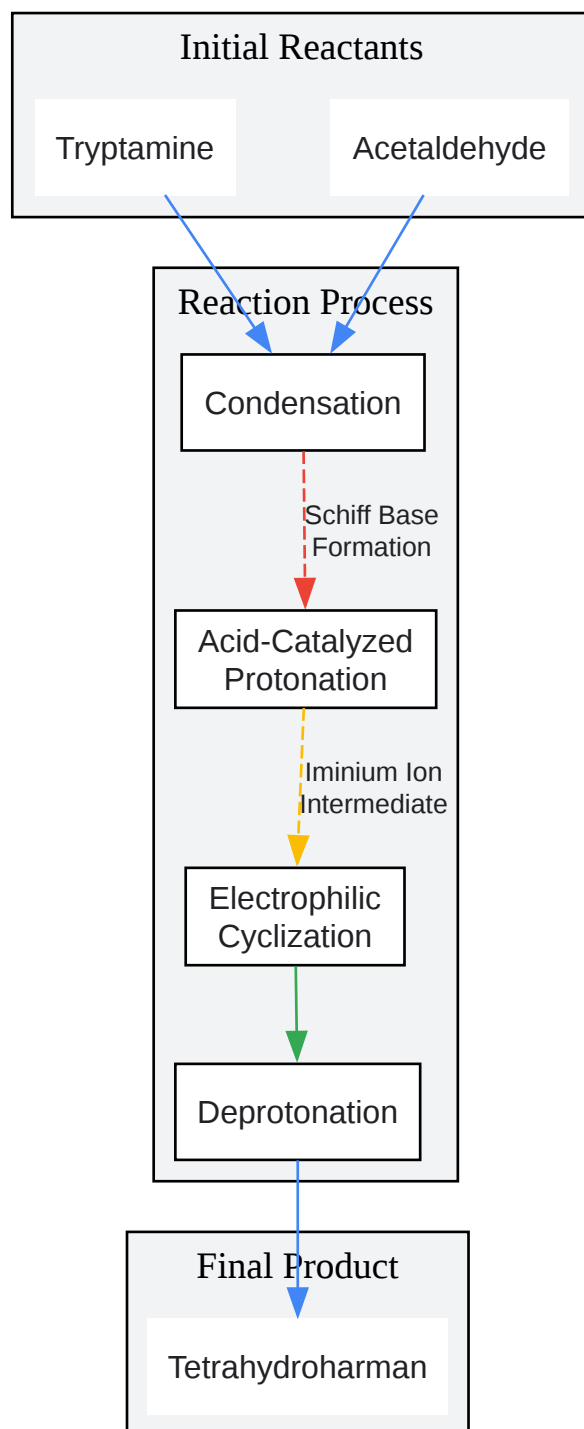 Initial Reactants
Tryptamine
Acetaldehyde
Reaction Process
Condensation
Schiff Base
Formation
Acid-Catalyzed
Protonation
Iminium Ion
Intermediate
Electrophilic
Cyclization
Deprotonation
Final Product
Tetrahydroharman